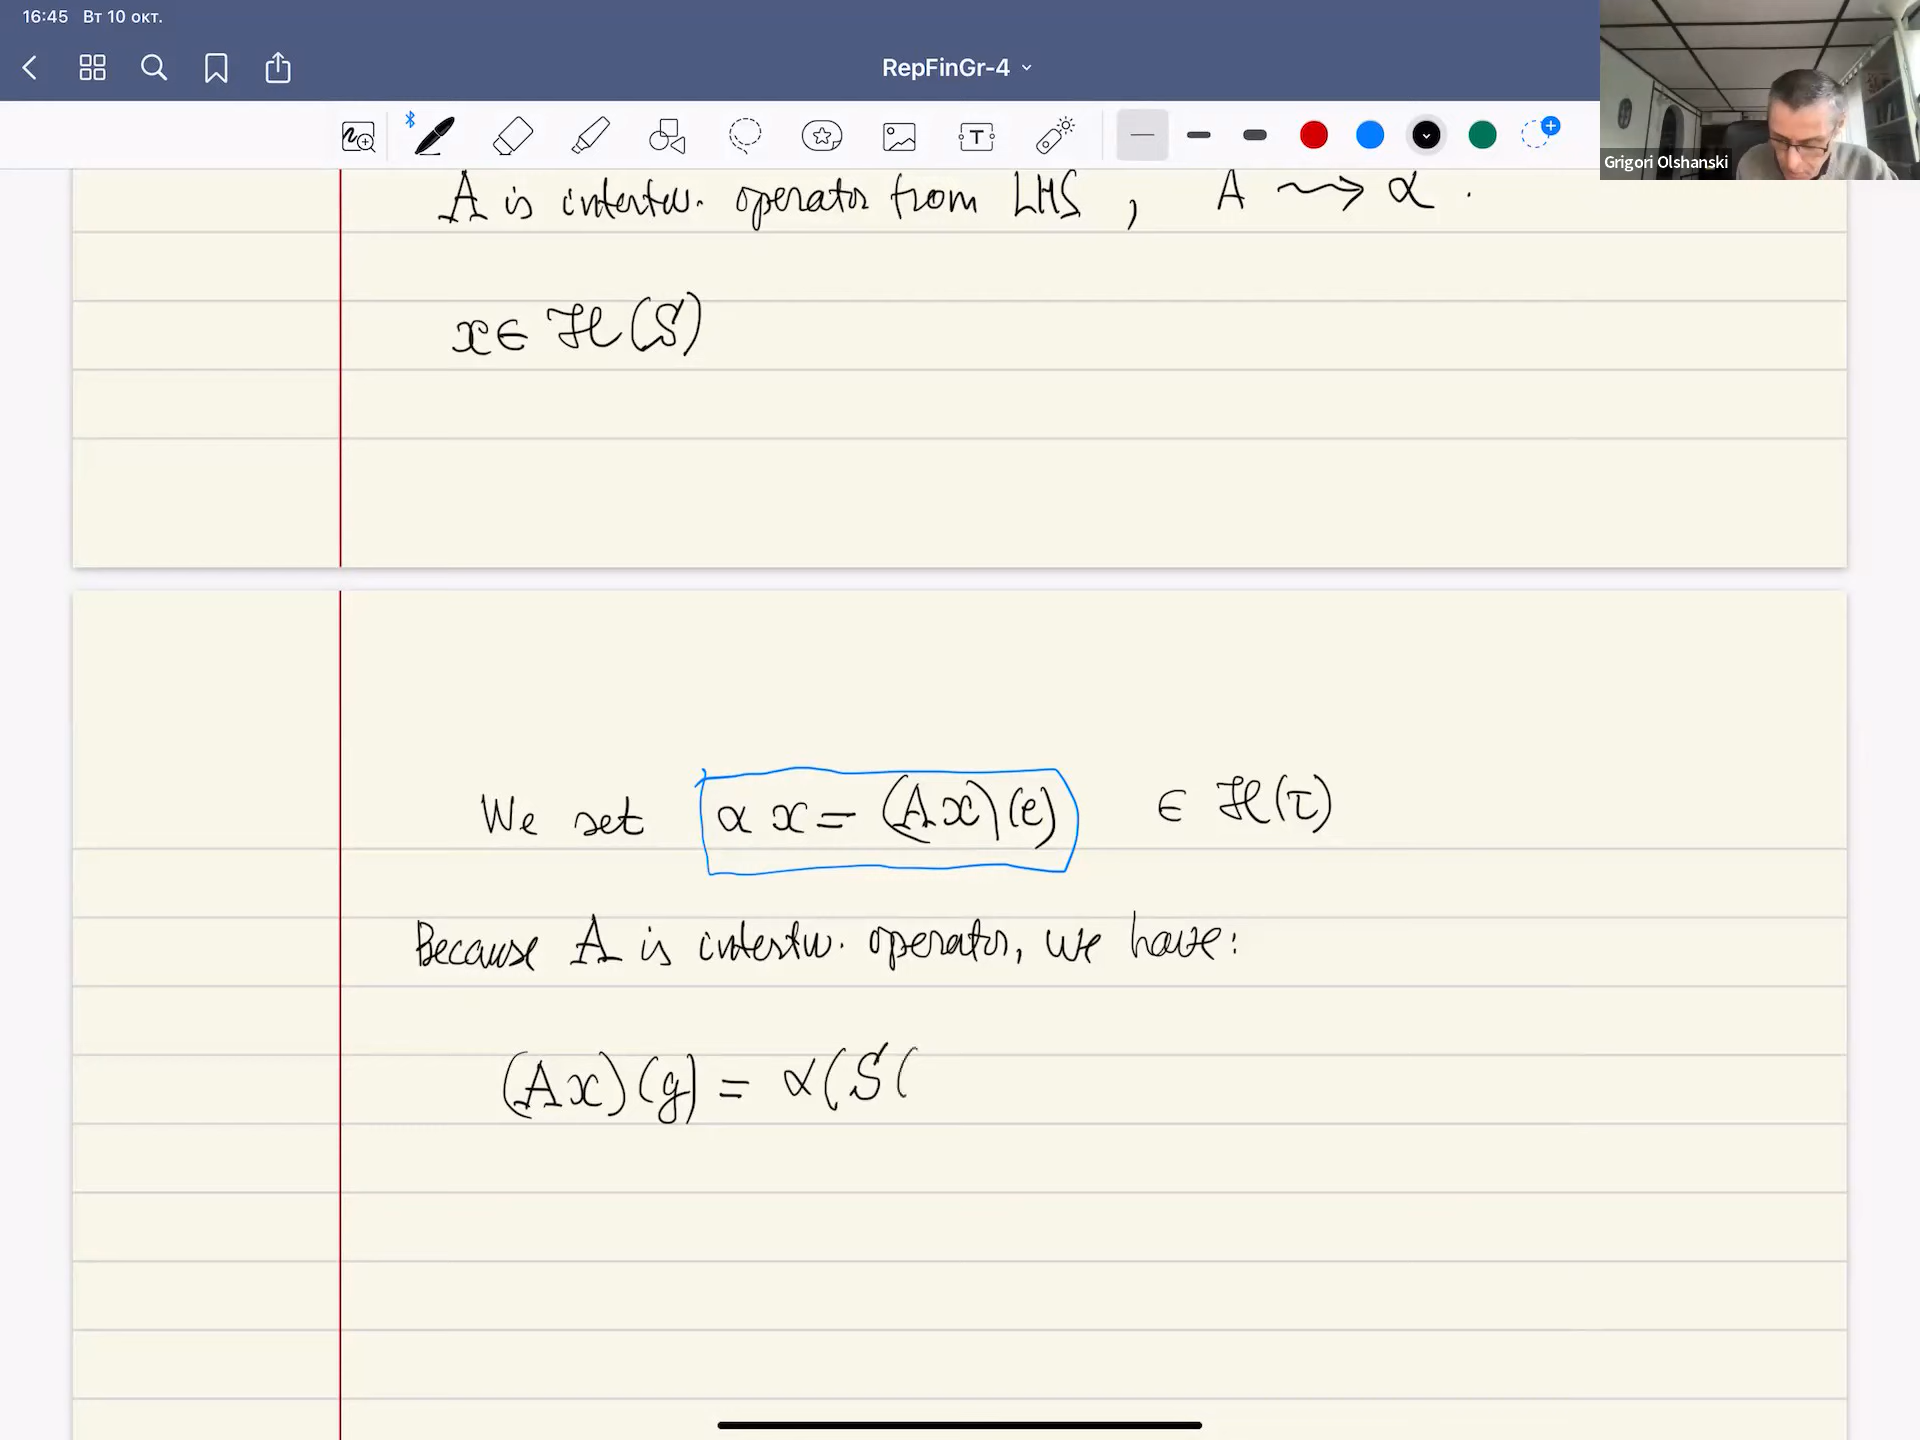 16:45 Вт 10 окт.
RepFinGr-4
Grigori Olshanski
A is intertw. operator from LHS , A ⇝ α .
x ∈ ℋ(S)
We set α x = (Ax)(e) ∈ ℋ(τ)
Because A is intertw. operator, we have:
(Ax)(g) = α(S(